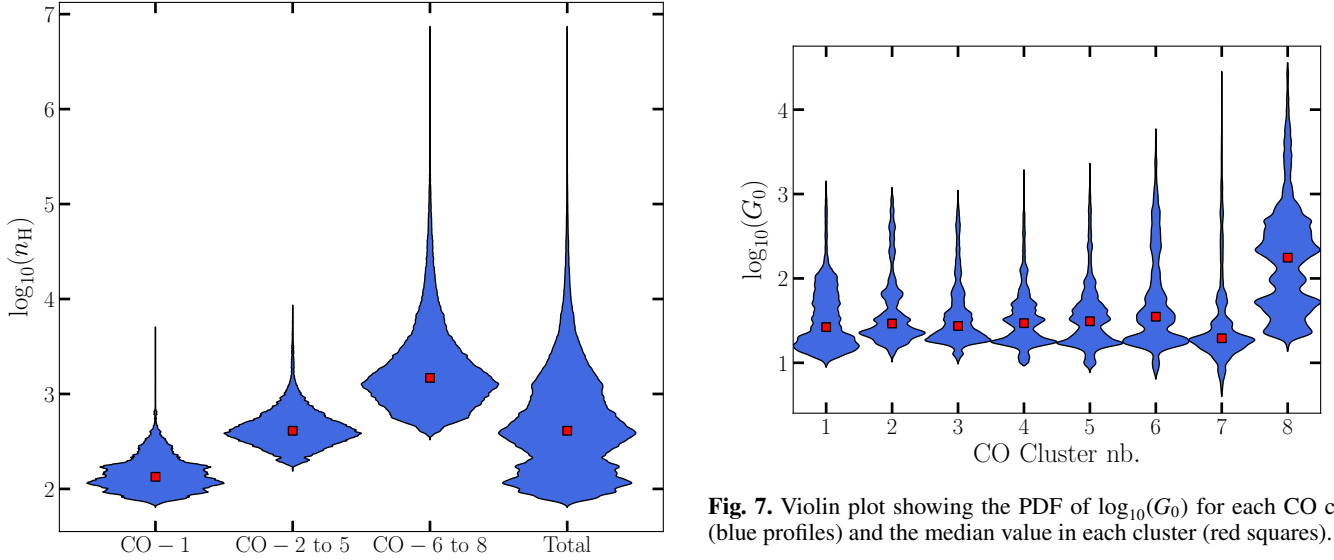 7
6
5
4
3
2
log₁₀(n_H)
CO − 1
CO − 2 to 5
CO − 6 to 8
Total
4
3
2
1
log₁₀(G₀)
1 2 3 4 5 6 7 8
CO Cluster nb.
Fig. 7. Violin plot showing the PDF of log₁₀(G₀) for each CO c
(blue profiles) and the median value in each cluster (red squares).